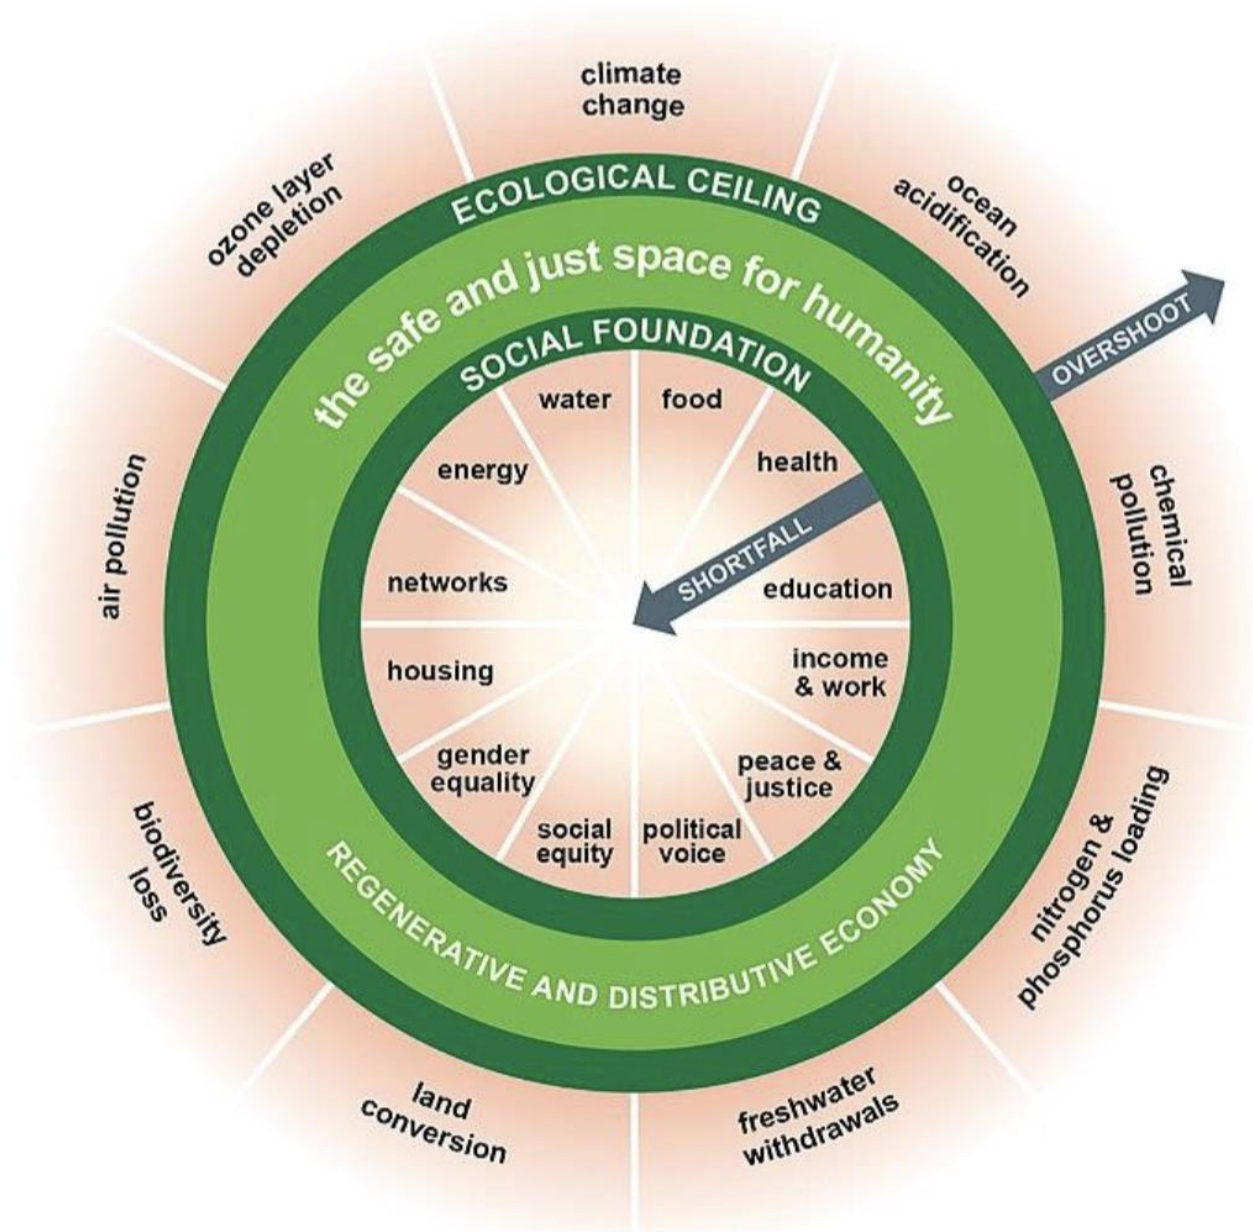 climate
change
ocean
acidification
OVERSHOOT
chemical
pollution
nitrogen &
phosphorus loading
freshwater
withdrawals
land
conversion
biodiversity
loss
air pollution
ozone layer
depletion
ECOLOGICAL CEILING
the safe and just space for humanity
SOCIAL FOUNDATION
water
food
health
SHORTFALL
education
income
& work
peace &
justice
political
voice
social
equity
gender
equality
housing
networks
energy
REGENERATIVE AND DISTRIBUTIVE ECONOMY